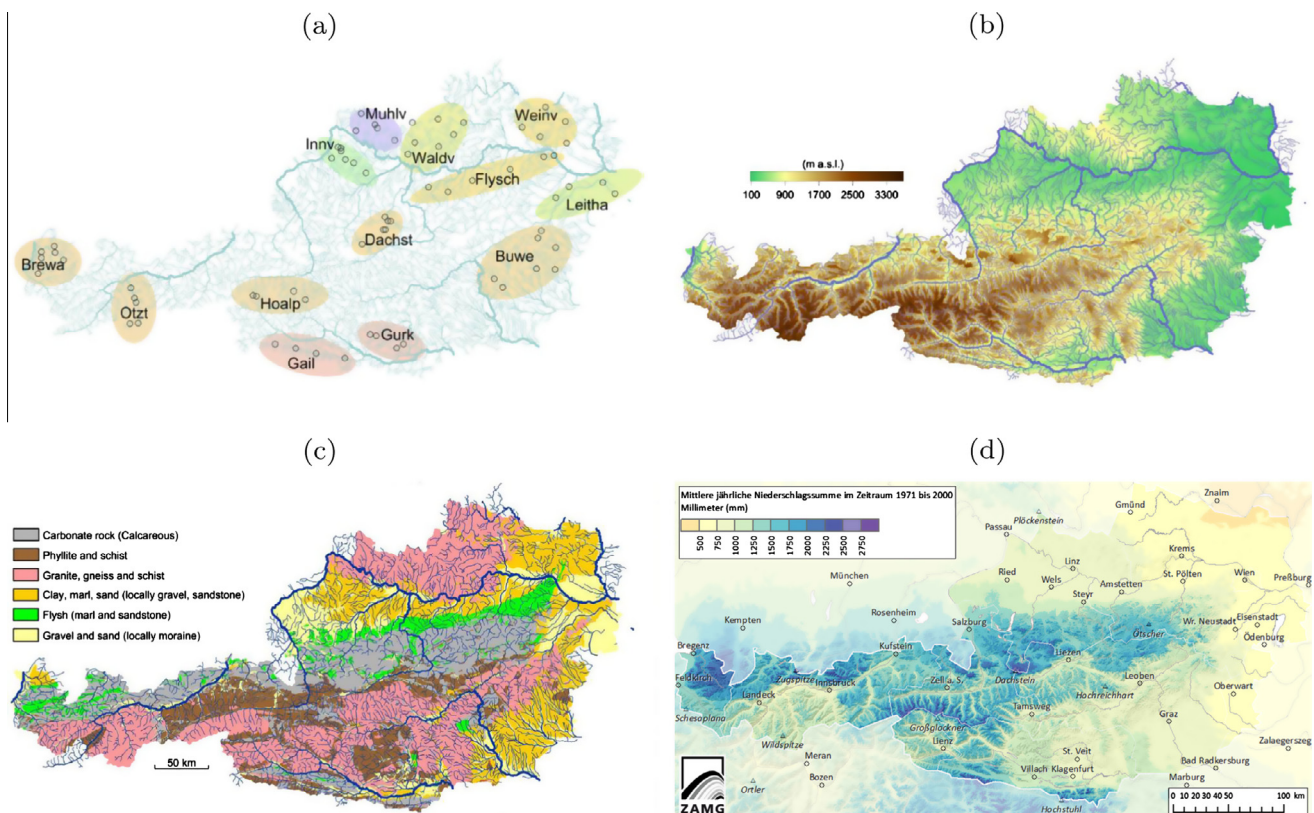 (a)
Muhlv
Weinv
Innv
Waldv
Flysch
Leitha
Dachst
Brewa
Buwe
Otzt
Hoalp
Gurk
Gail
(b)
(m a.s.l.)
100 900 1700 2500 3300
(c)
Carbonate rock (Calcareous)
Phyllite and schist
Granite, gneiss and schist
Clay, marl, sand (locally gravel, sandstone)
Flysh (marl and sandstone)
Gravel and sand (locally moraine)
50 km
(d)
Mittlere jährliche Niederschlagssumme im Zeitraum 1971 bis 2000
Millimeter (mm)
500 750 1000 1250 1500 1750 2000 2250 2500 2750
Znaim
Gmünd
Plöckenstein
Passau
Krems
Linz
St. Pölten
Wien
Preßburg
München
Ried
Wels
Amstetten
Steyr
Eisenstadt
Wr. Neustadt
Ödenburg
Kempten
Rosenheim
Salzburg
Ötscher
Bregenz
Kufstein
Liezen
Feldkirch
Zugspitze
Innsbruck
Zell a. S.
Dachstein
Leoben
Landeck
Hochreichart
Oberwart
Schesaplana
Tamsweg
Großglockner
Graz
Wildspitze
Lienz
St. Veit
Zalaegerszeg
Meran
Bozen
Villach Klagenfurt
Bad Radkersburg
Marburg
Ortler
Hochstuhl
ZAMG
0 10 20 30 40 50 100 km